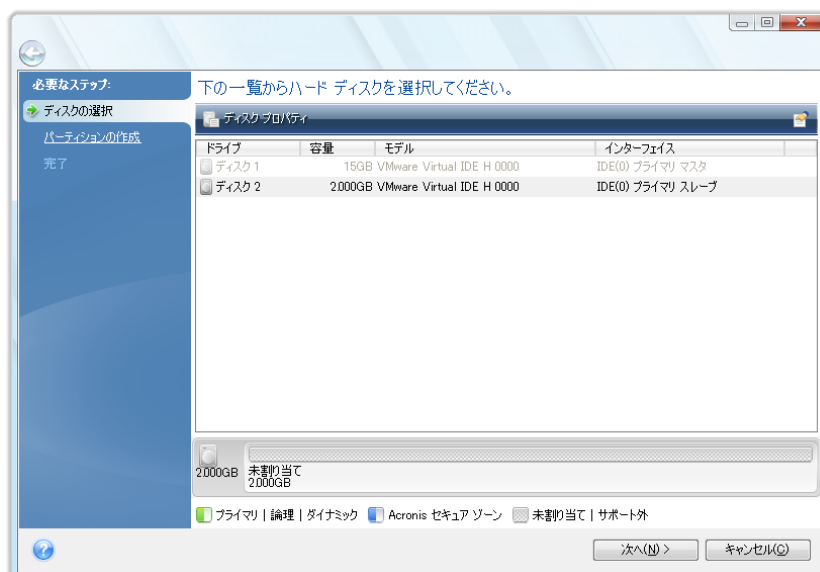 必要なステップ:
ディスクの選択
パーティションの作成
完了
下の一覧からハード ディスクを選択してください。
ディスク プロパティ
ドライブ 容量 モデル インターフェイス
ディスク 1 15GB VMware Virtual IDE H 0000 IDE(0) プライマリ マスタ
ディスク 2 2.000GB VMware Virtual IDE H 0000 IDE(0) プライマリ スレーブ
2.000GB
未割り当て
2.000GB
プライマリ | 論理 | ダイナミック Acronis セキュア ゾーン 未割り当て | サポート外
次へ(N) > キャンセル(C)